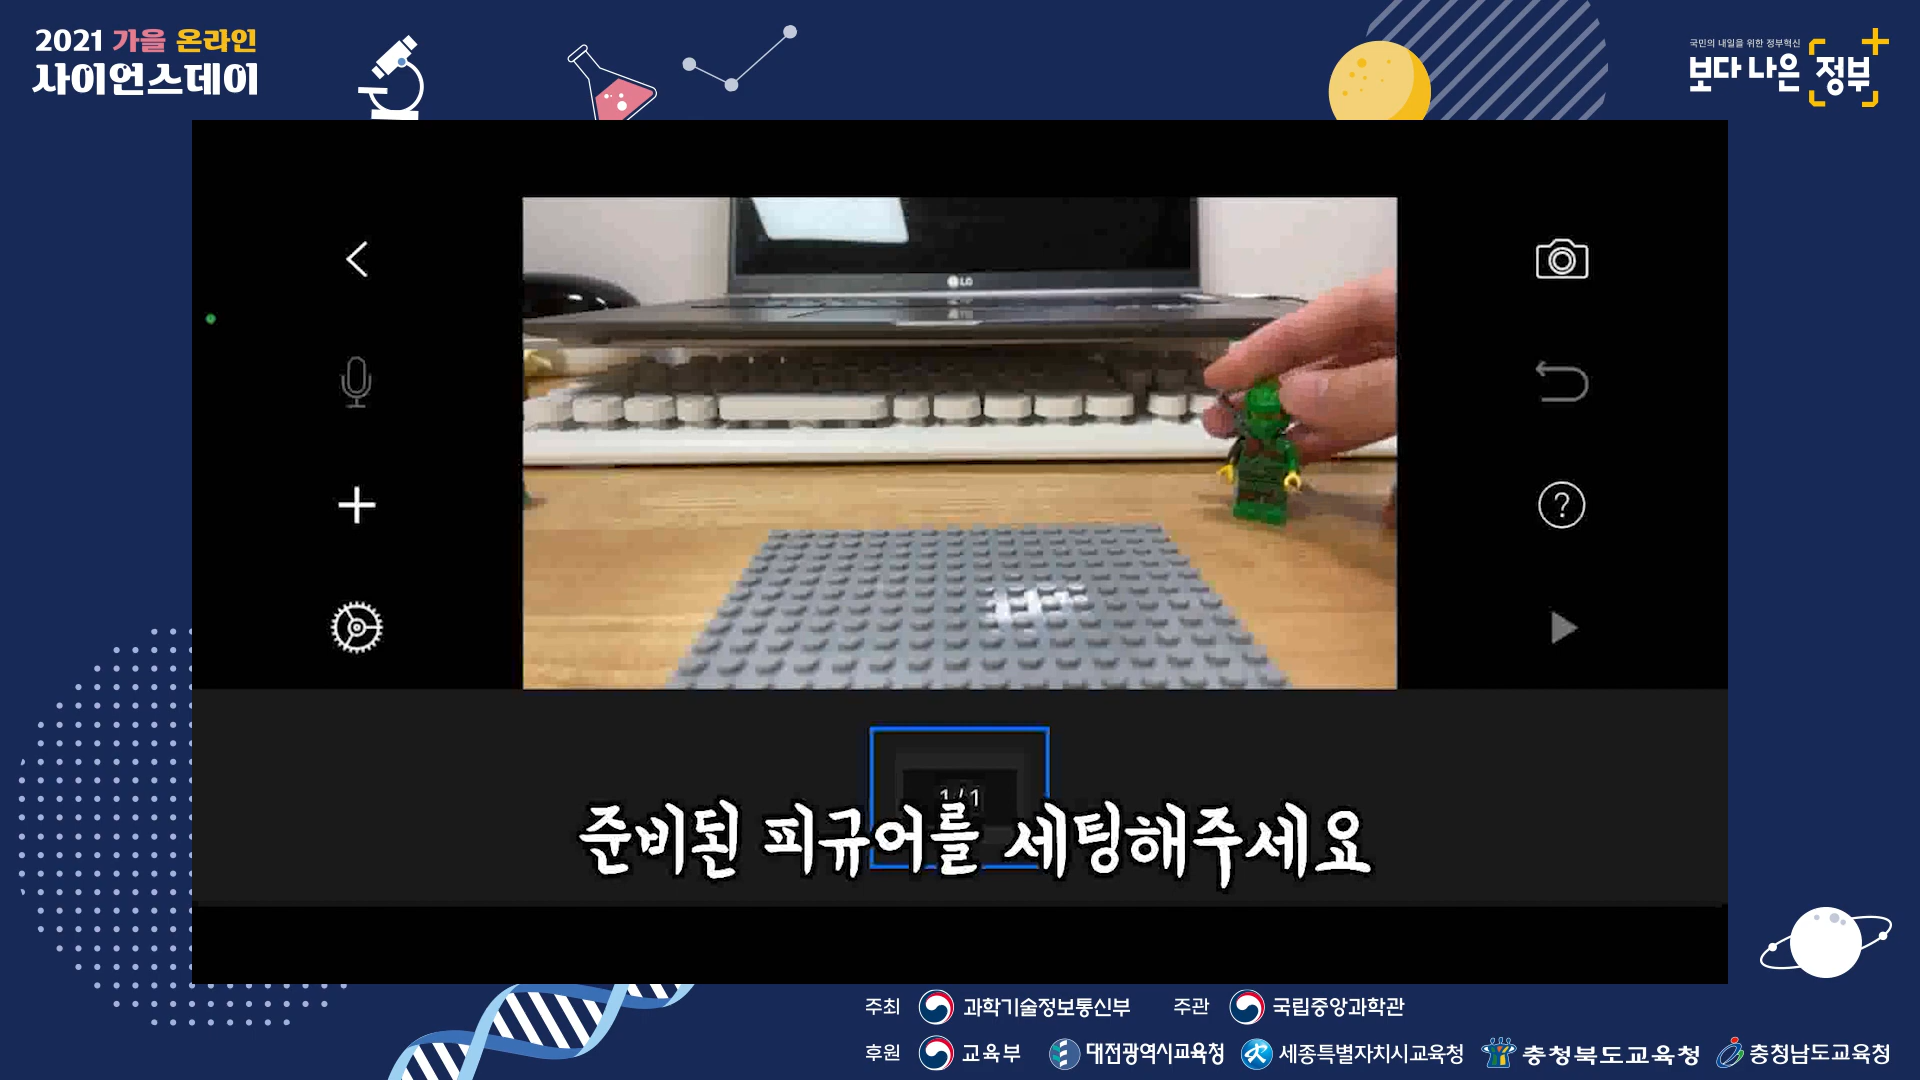 2021 가을 온라인
사이언스데이
국민의 내일을 위한 정부혁신
보다 나은 정부
LG
1/1
준비된 피규어를 세팅해주세요
주최 과학기술정보통신부 주관 국립중앙과학관
후원 교육부 대전광역시교육청 세종특별자치시교육청 충청북도교육청 충청남도교육청